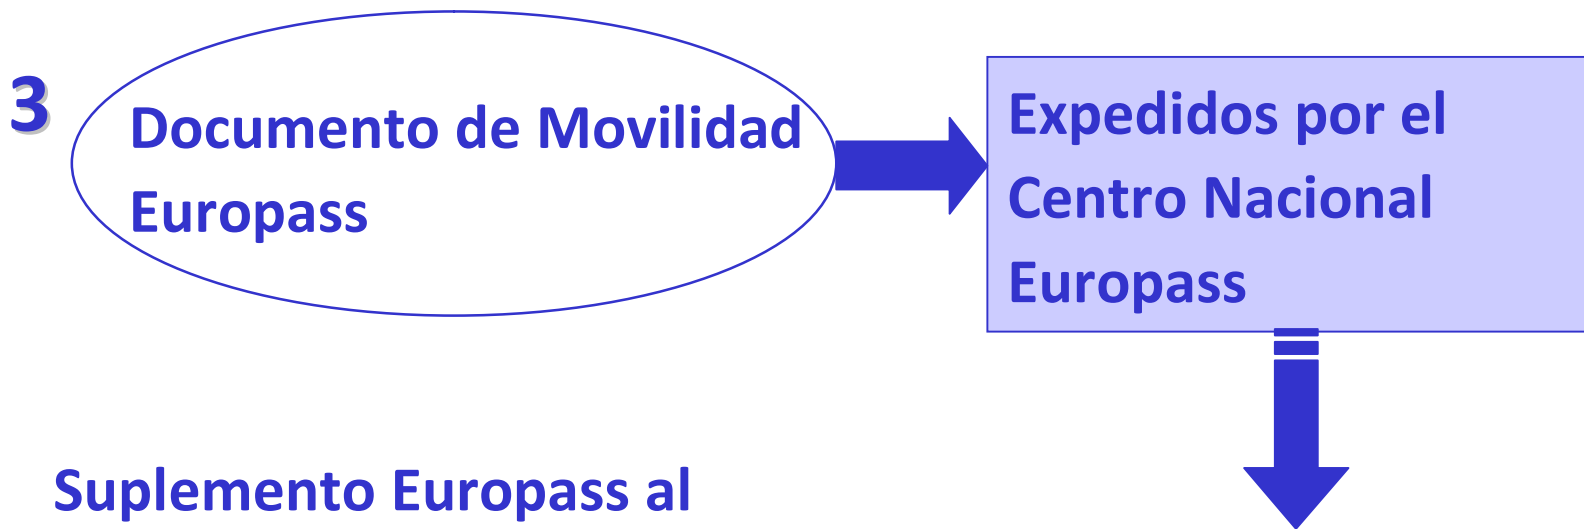 3
Documento de Movilidad
Europass
Expedidos por el
Centro Nacional
Europass
Suplemento Europass al